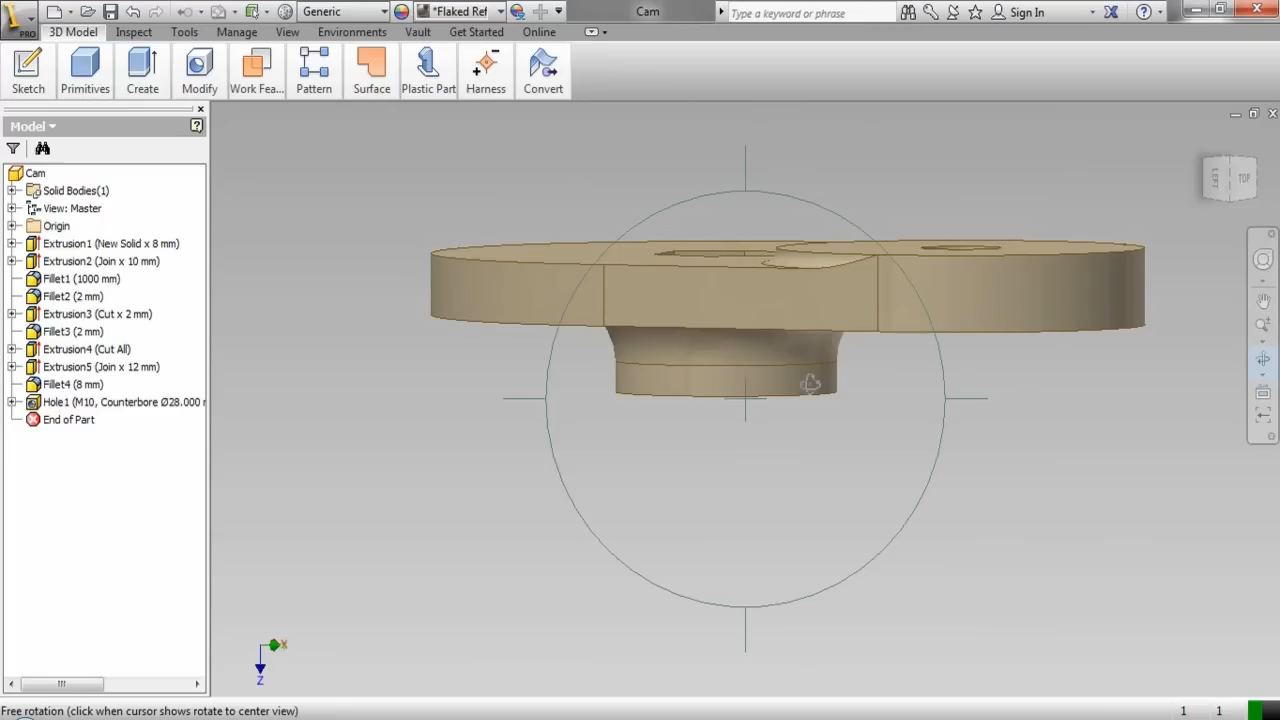 PRO
Generic
*Flaked Ref
Cam
Type a keyword or phrase
Sign In
3D Model
Inspect
Tools
Manage
View
Environments
Vault
Get Started
Online
Sketch
Primitives
Create
Modify
Work Fea...
Pattern
Surface
Plastic Part
Harness
Convert
Model
Cam
Solid Bodies(1)
View: Master
Origin
Extrusion1 (New Solid x 8 mm)
Extrusion2 (Join x 10 mm)
Fillet1 (1000 mm)
Fillet2 (2 mm)
Extrusion3 (Cut x 2 mm)
Fillet3 (2 mm)
Extrusion4 (Cut All)
Extrusion5 (Join x 12 mm)
Fillet4 (8 mm)
Hole1 (M10, Counterbore Ø28.000
End of Part
LEFT
TOP
X
Z
Free rotation (click when cursor shows rotate to center view)
1
1